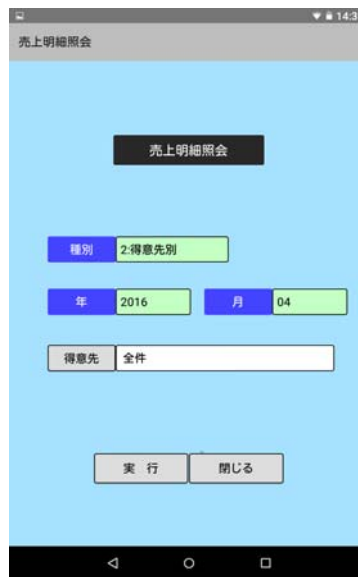 14:3
売上明細照会
売上明細照会
種別 2:得意先別
年 2016 月 04
得意先 全件
実 行 閉じる